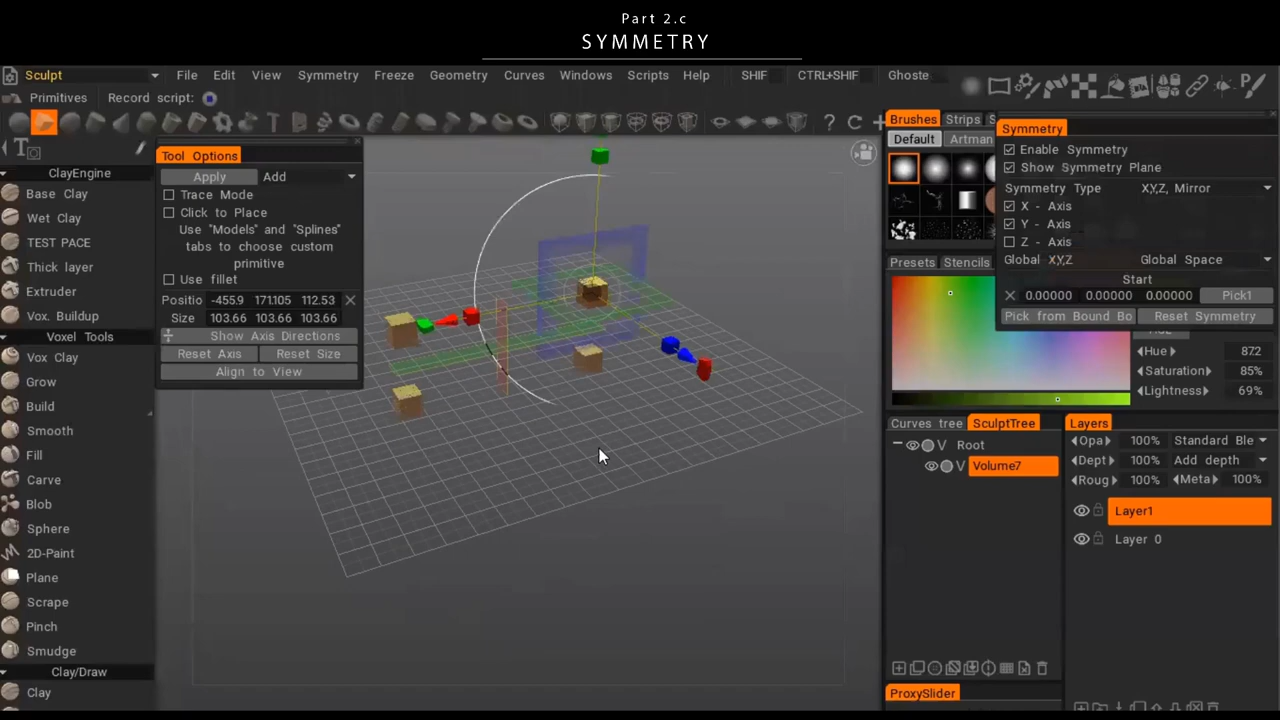 Part 2.c
SYMMETRY
Sculpt
File Edit View Symmetry Freeze Geometry Curves Windows Scripts Help SHIF CTRL+SHIF Ghoste
Primitives Record script:
Tool Options
Apply Add
Trace Mode
Click to Place
Use "Models" and "Splines"
tabs to choose custom
primitive
Use fillet
Positio -455.9 171.105 112.53
Size 103.66 103.66 103.66
Show Axis Directions
Reset Axis Reset Size
Align to View
ClayEngine
Base Clay
Wet Clay
TEST PACE
Thick layer
Extruder
Vox. Buildup
Voxel Tools
Vox Clay
Grow
Build
Smooth
Fill
Carve
Blob
Sphere
2D-Paint
Plane
Scrape
Pinch
Smudge
Clay/Draw
Clay
Brushes Strips S
Default Artman
Presets Stencils
Symmetry
Enable Symmetry
Show Symmetry Plane
Symmetry Type X,Y,Z, Mirror
X - Axis
Y - Axis
Z - Axis
Global X,Y,Z Global Space
Start
0.00000 0.00000 0.00000 Pick1
Pick from Bound Bo Reset Symmetry
Hue 87.2
Saturation 85%
Lightness 69%
Curves tree SculptTree
V Root
V Volume7
Layers
Opa 100% Standard Ble
Dept 100% Add depth
Roug 100% Meta 100%
Layer1
Layer 0
ProxySlider